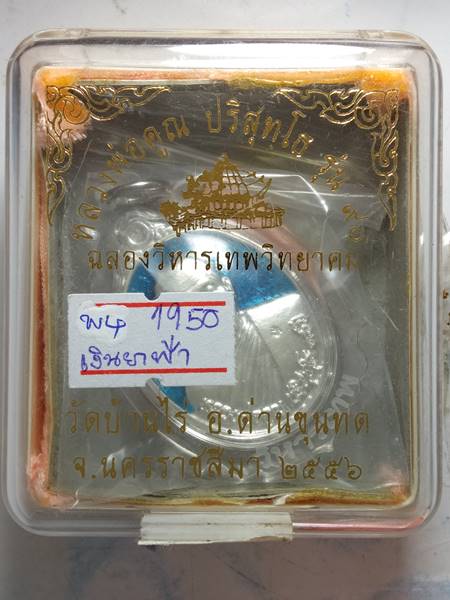 หลวงพ่อคูณ ปริสุทโธ รุ่น
ฉลองวิหารเทพวิทยาคม
พ4 1950
เงินยาฟ้า
วัดบ้านไร่ อ.ด่านขุนทด
จ.นครราชสีมา ๒๕๕๖